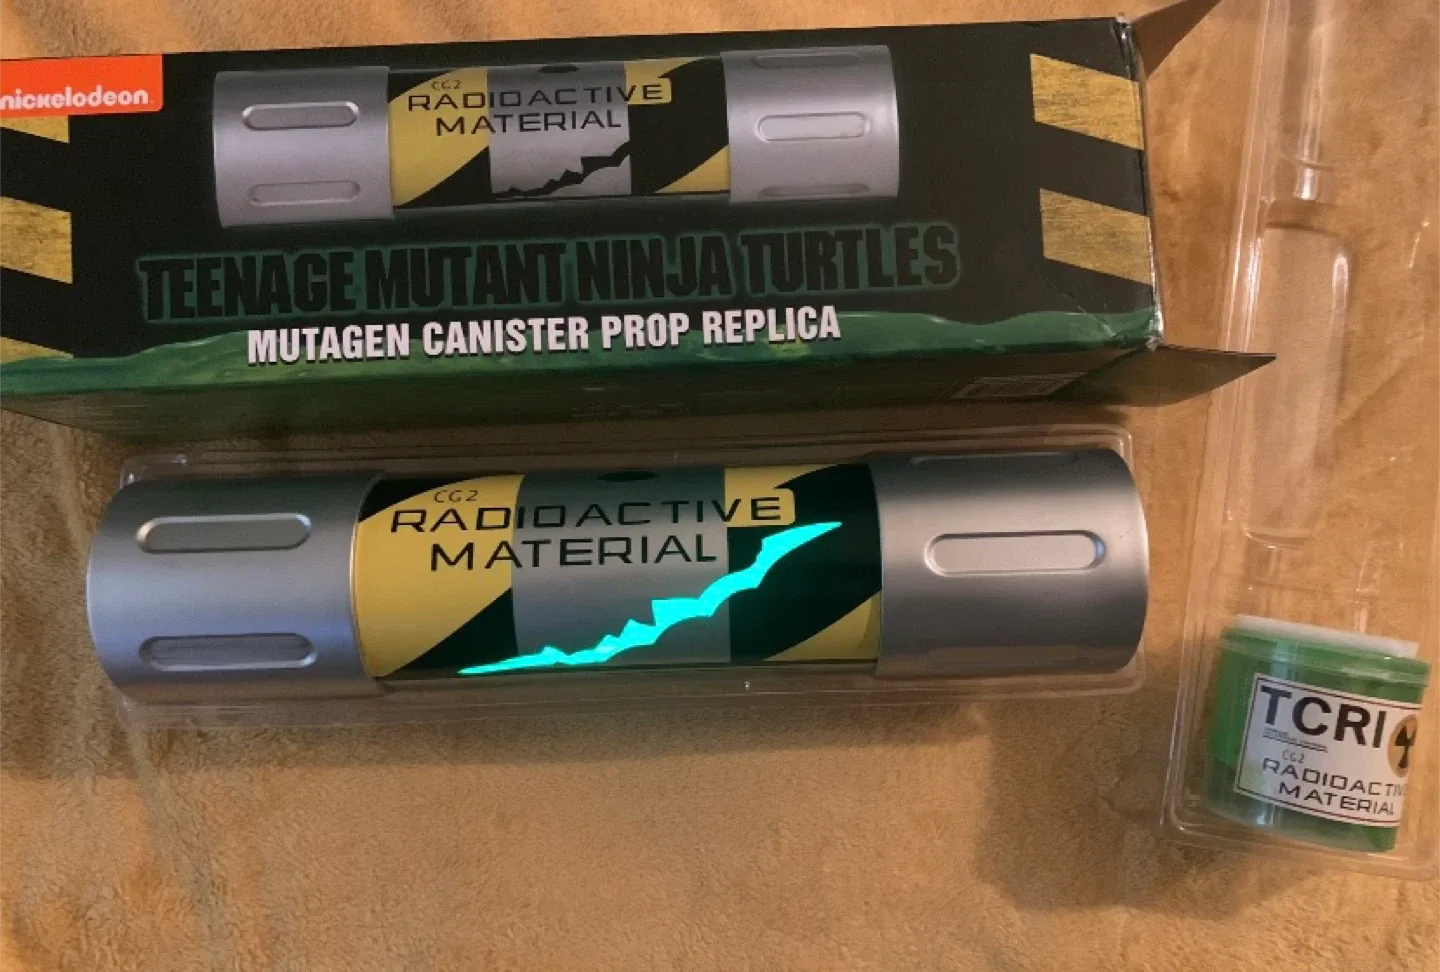 nickelodeon
CG2
RADIOACTIVE
MATERIAL
TEENAGE MUTANT NINJA TURTLES
MUTAGEN CANISTER PROP REPLICA
CG2
RADIOACTIVE
MATERIAL
TCRI
CG2
RADIOACTIV
MATERIAL